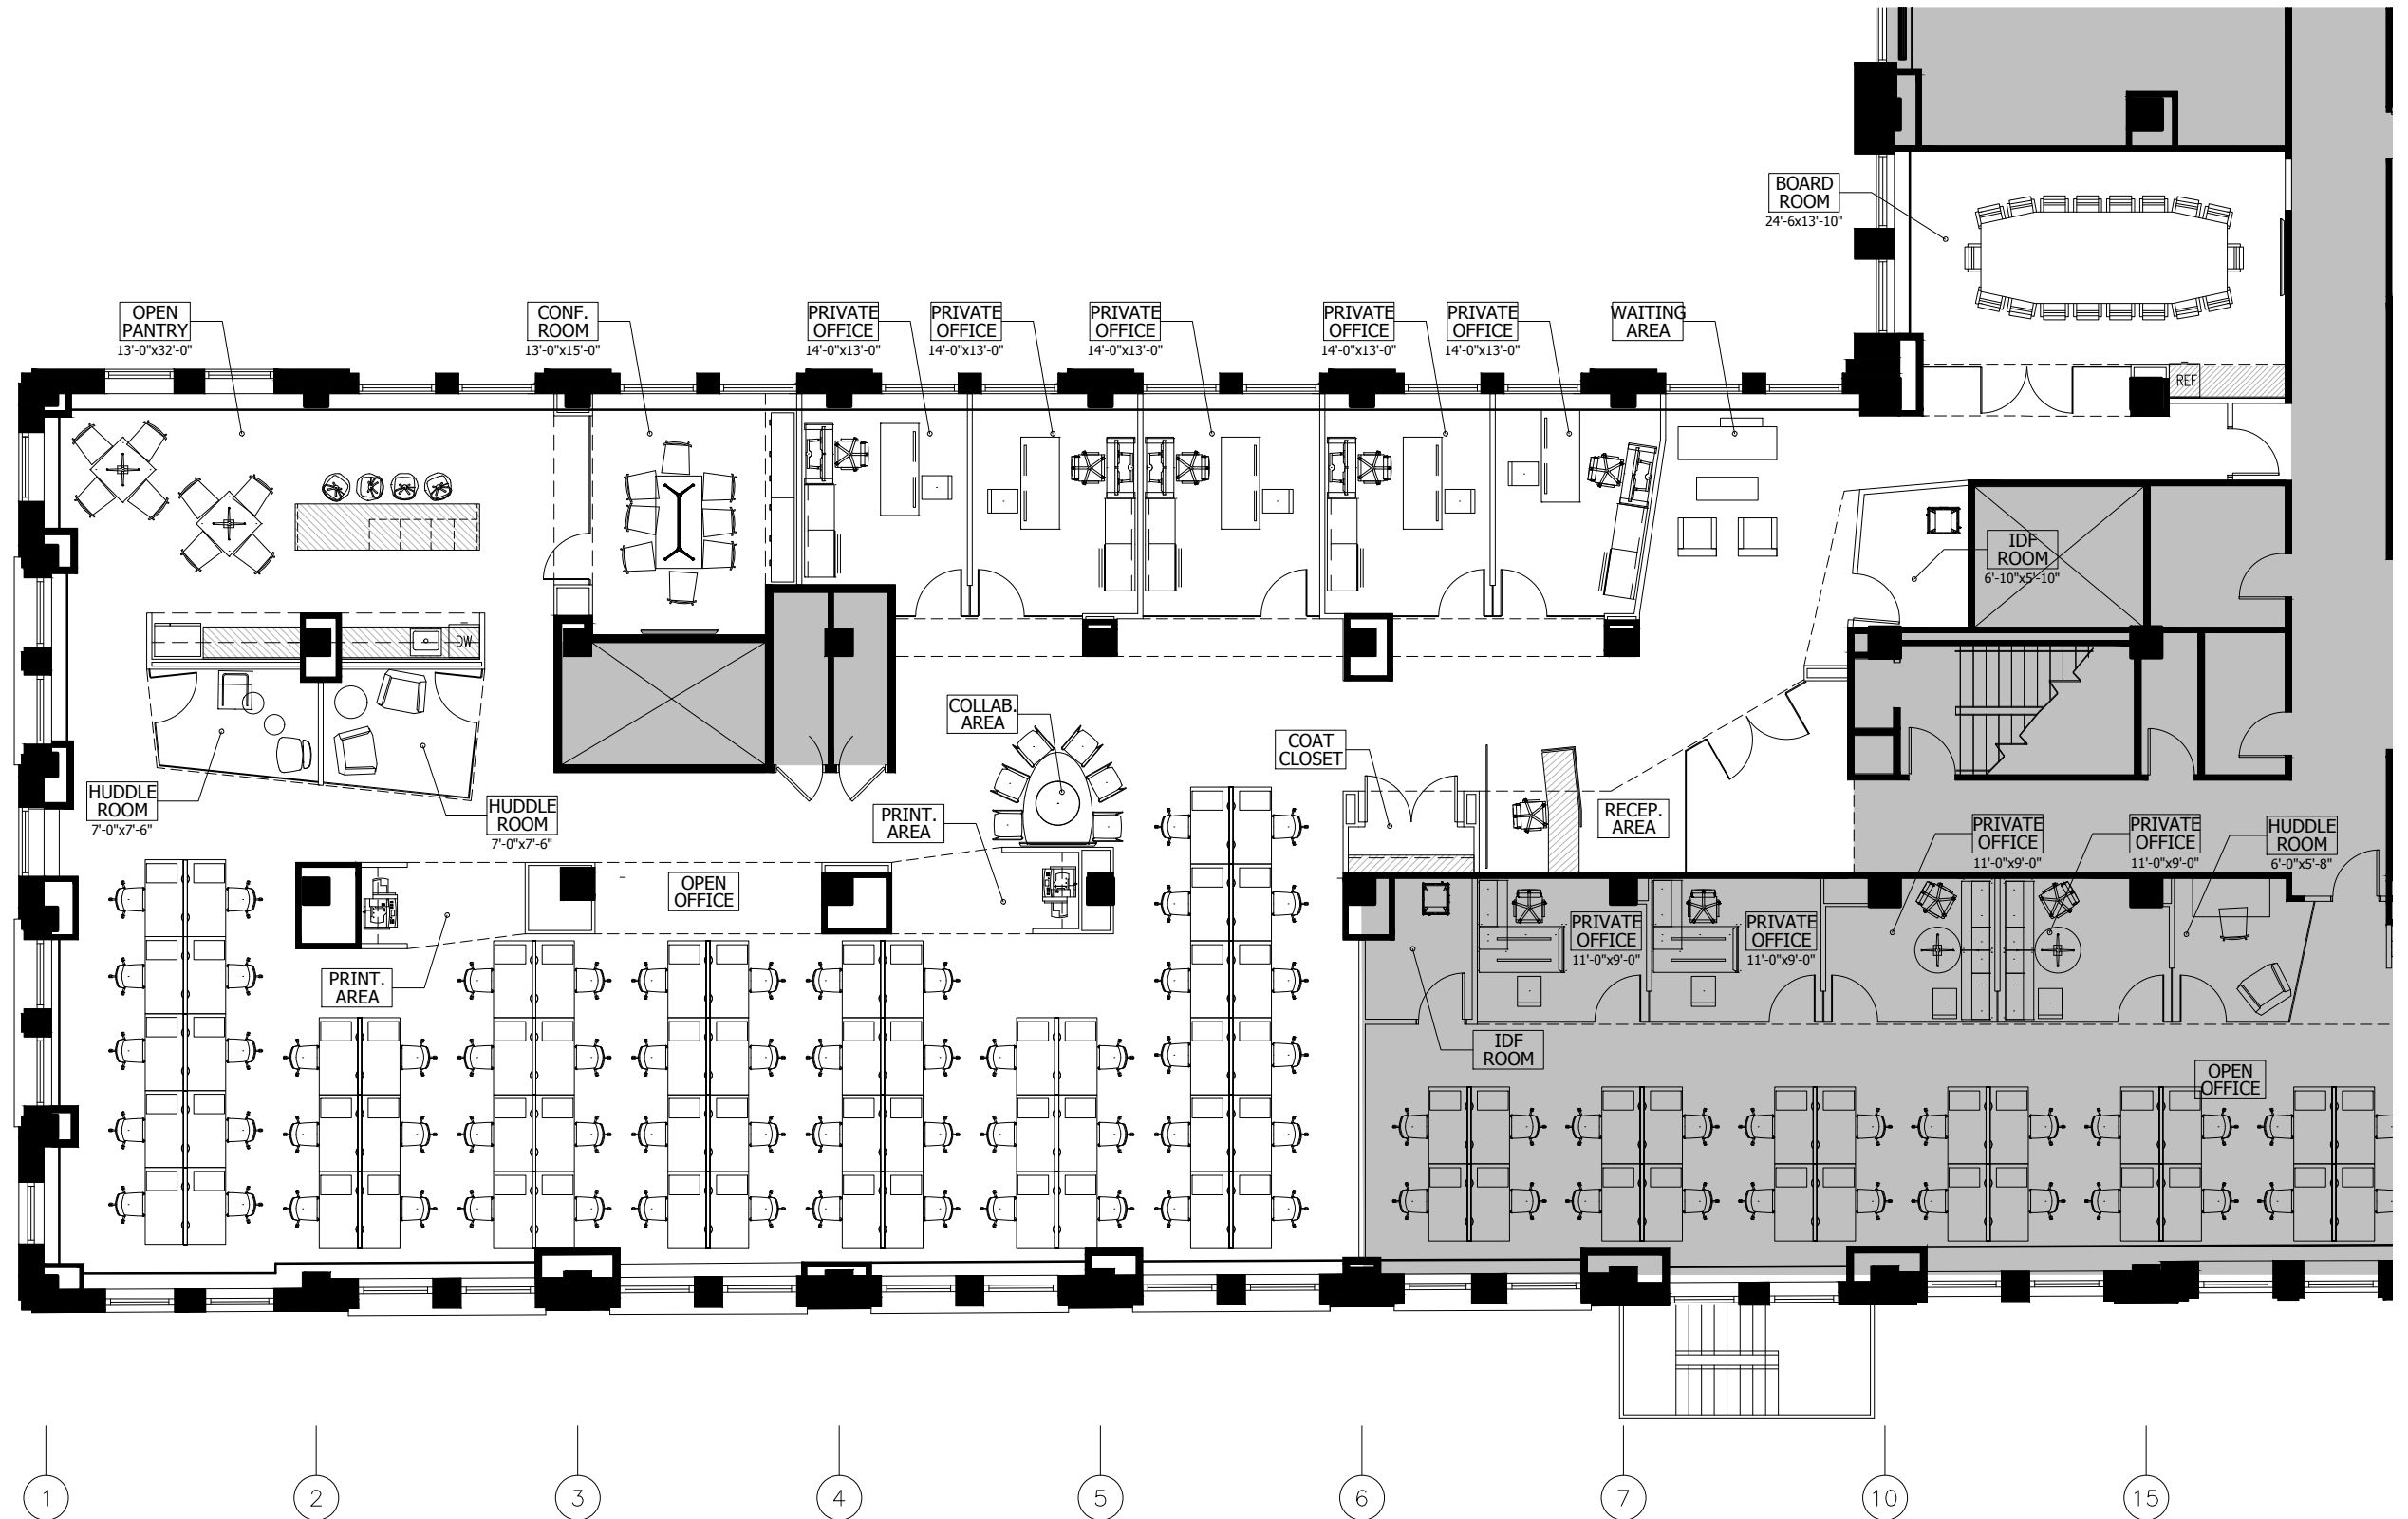 BOARD
ROOM
24'-6x13'-10"
OPEN
PANTRY
13'-0"x32'-0"
CONF.
ROOM
13'-0"x15'-0"
PRIVATE
OFFICE
14'-0"x13'-0"
PRIVATE
OFFICE
14'-0"x13'-0"
PRIVATE
OFFICE
14'-0"x13'-0"
PRIVATE
OFFICE
14'-0"x13'-0"
PRIVATE
OFFICE
14'-0"x13'-0"
WAITING
AREA
REF
IDF
ROOM
6'-10"x5'-10"
DW
COLLAB.
AREA
COAT
CLOSET
HUDDLE
ROOM
7'-0"x7'-6"
HUDDLE
ROOM
7'-0"x7'-6"
PRINT.
AREA
RECEP.
AREA
PRIVATE
OFFICE
11'-0"x9'-0"
PRIVATE
OFFICE
11'-0"x9'-0"
HUDDLE
ROOM
6'-0"x5'-8"
OPEN
OFFICE
PRIVATE
OFFICE
11'-0"x9'-0"
PRIVATE
OFFICE
11'-0"x9'-0"
PRINT.
AREA
IDF
ROOM
OPEN
OFFICE
1 2 3 4 5 6 7 10 15